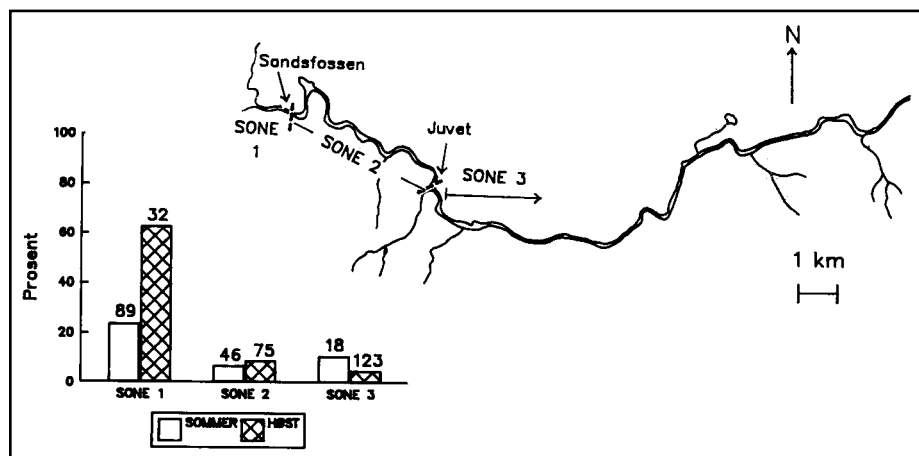 Sandsfossen
N
SONE
1
SONE 2
Juvet
SONE 3
1 km
Prosent
100
80
60
40
20
0
89
32
46
75
18
123
SONE 1
SONE 2
SONE 3
SOMMER
HØST